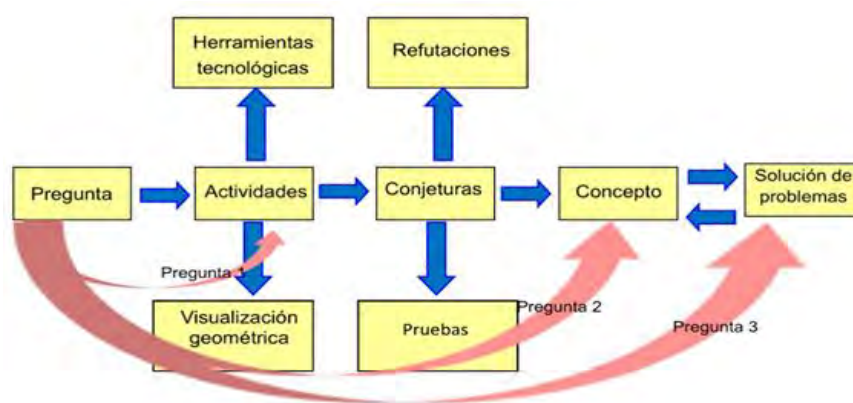 Herramientas
tecnológicas
Refutaciones
Pregunta
Actividades
Conjeturas
Concepto
Solución de
problemas
Pregunta 1
Visualización
geométrica
Pruebas
Pregunta 2
Pregunta 3